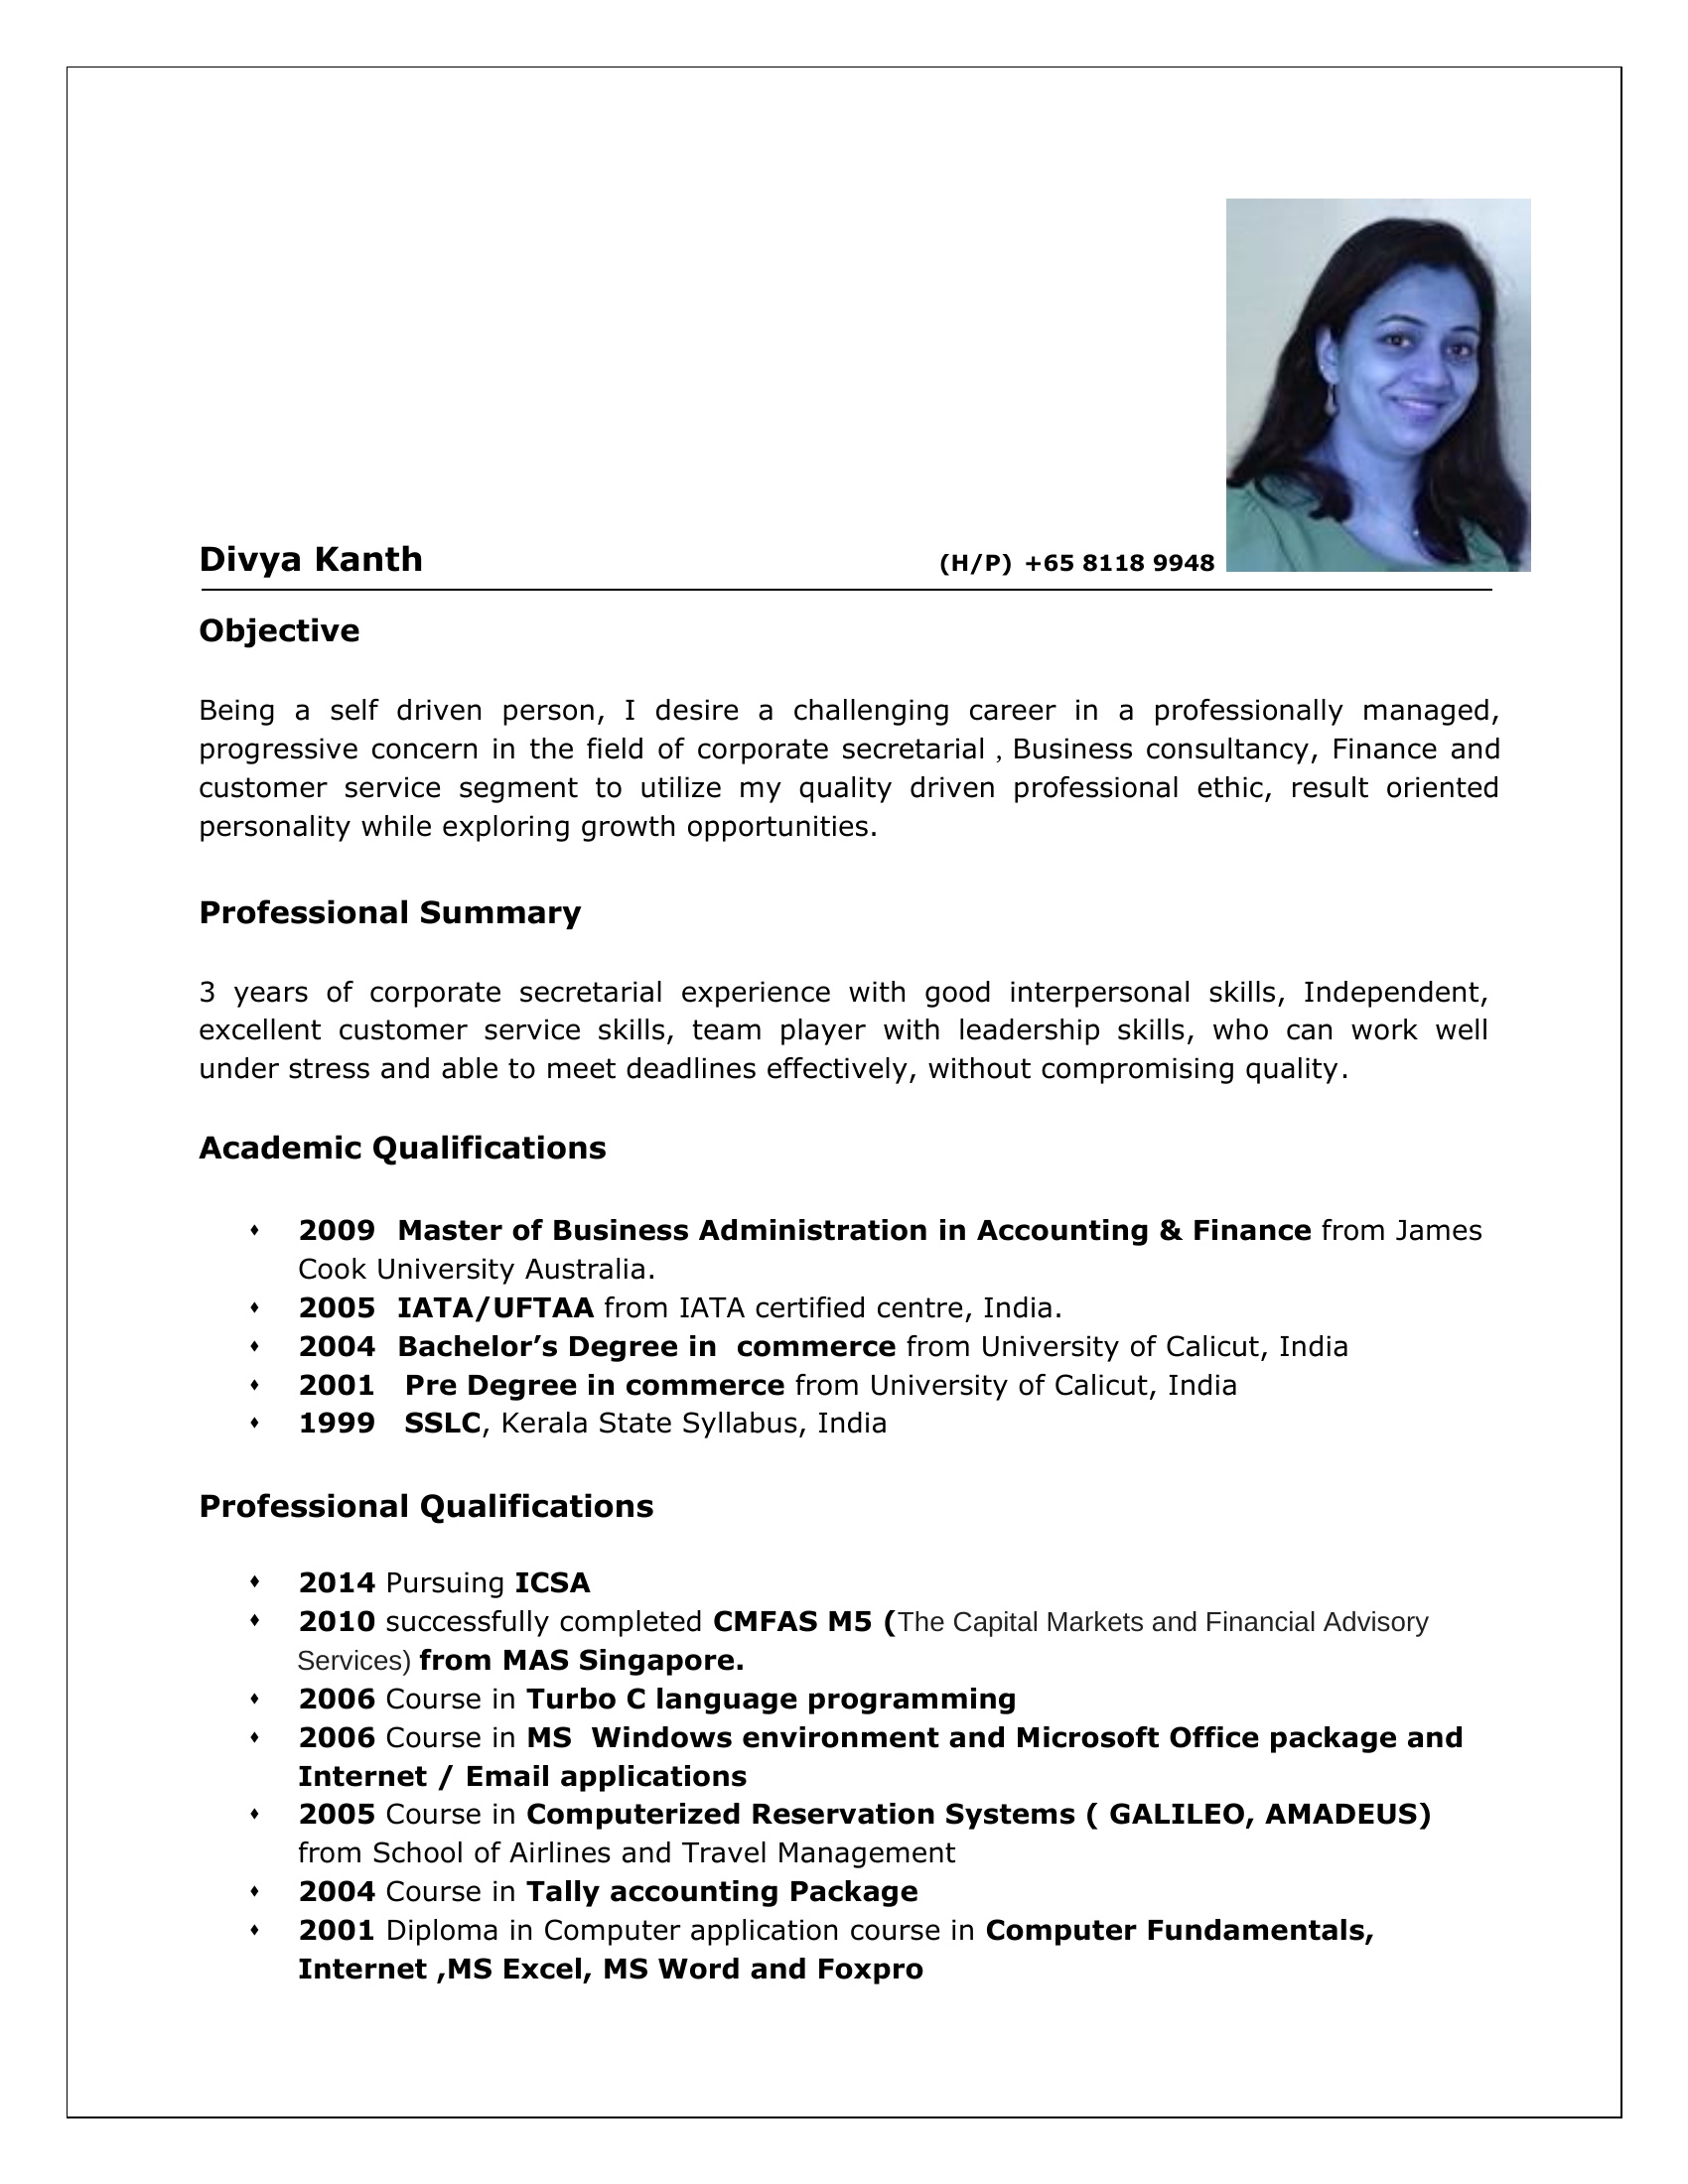 Divya Kanth (H/P) +65 8118 9948
Objective
Being a self driven person, I desire a challenging career in a professionally managed,
progressive concern in the field of corporate secretarial , Business consultancy, Finance and
customer service segment to utilize my quality driven professional ethic, result oriented
personality while exploring growth opportunities.
Professional Summary
3 years of corporate secretarial experience with good interpersonal skills, Independent,
excellent customer service skills, team player with leadership skills, who can work well
under stress and able to meet deadlines effectively, without compromising quality.
Academic Qualifications
♦ 2009 Master of Business Administration in Accounting & Finance from James
Cook University Australia.
♦ 2005 IATA/UFTAA from IATA certified centre, India.
♦ 2004 Bachelor’s Degree in commerce from University of Calicut, India
♦ 2001 Pre Degree in commerce from University of Calicut, India
♦ 1999 SSLC, Kerala State Syllabus, India
Professional Qualifications
♦ 2014 Pursuing ICSA
♦ 2010 successfully completed CMFAS M5 (The Capital Markets and Financial Advisory
Services) from MAS Singapore.
♦ 2006 Course in Turbo C language programming
♦ 2006 Course in MS Windows environment and Microsoft Office package and
Internet / Email applications
♦ 2005 Course in Computerized Reservation Systems ( GALILEO, AMADEUS)
from School of Airlines and Travel Management
♦ 2004 Course in Tally accounting Package
♦ 2001 Diploma in Computer application course in Computer Fundamentals,
Internet ,MS Excel, MS Word and Foxpro